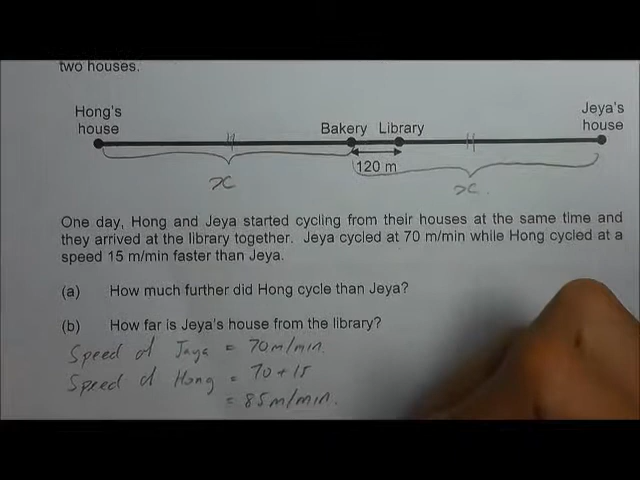 two houses.
Hong's
house
Jeya's
house
Bakery Library
120 m
x
x
One day, Hong and Jeya started cycling from their houses at the same time and
they arrived at the library together. Jeya cycled at 70 m/min while Hong cycled at a
speed 15 m/min faster than Jeya.
(a) How much further did Hong cycle than Jeya?
(b) How far is Jeya's house from the library?
Speed of Jaya = 70m/min.
Speed of Hong = 70+15
= 85m/min.